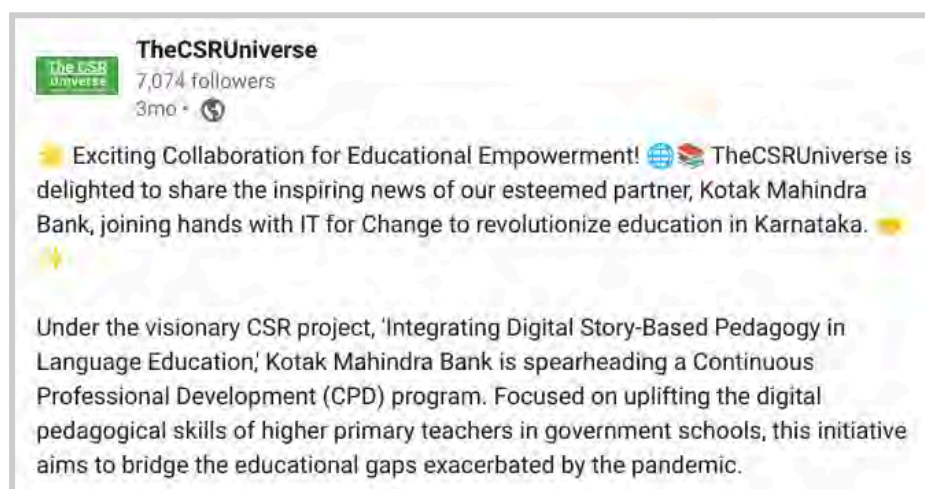 The CSR
Universe
TheCSRUniverse
7,074 followers
3mo •
🌟 Exciting Collaboration for Educational Empowerment! 🌐📚 TheCSRUniverse is
delighted to share the inspiring news of our esteemed partner, Kotak Mahindra
Bank, joining hands with IT for Change to revolutionize education in Karnataka. 🤝
✨
Under the visionary CSR project, 'Integrating Digital Story-Based Pedagogy in
Language Education,' Kotak Mahindra Bank is spearheading a Continuous
Professional Development (CPD) program. Focused on uplifting the digital
pedagogical skills of higher primary teachers in government schools, this initiative
aims to bridge the educational gaps exacerbated by the pandemic.